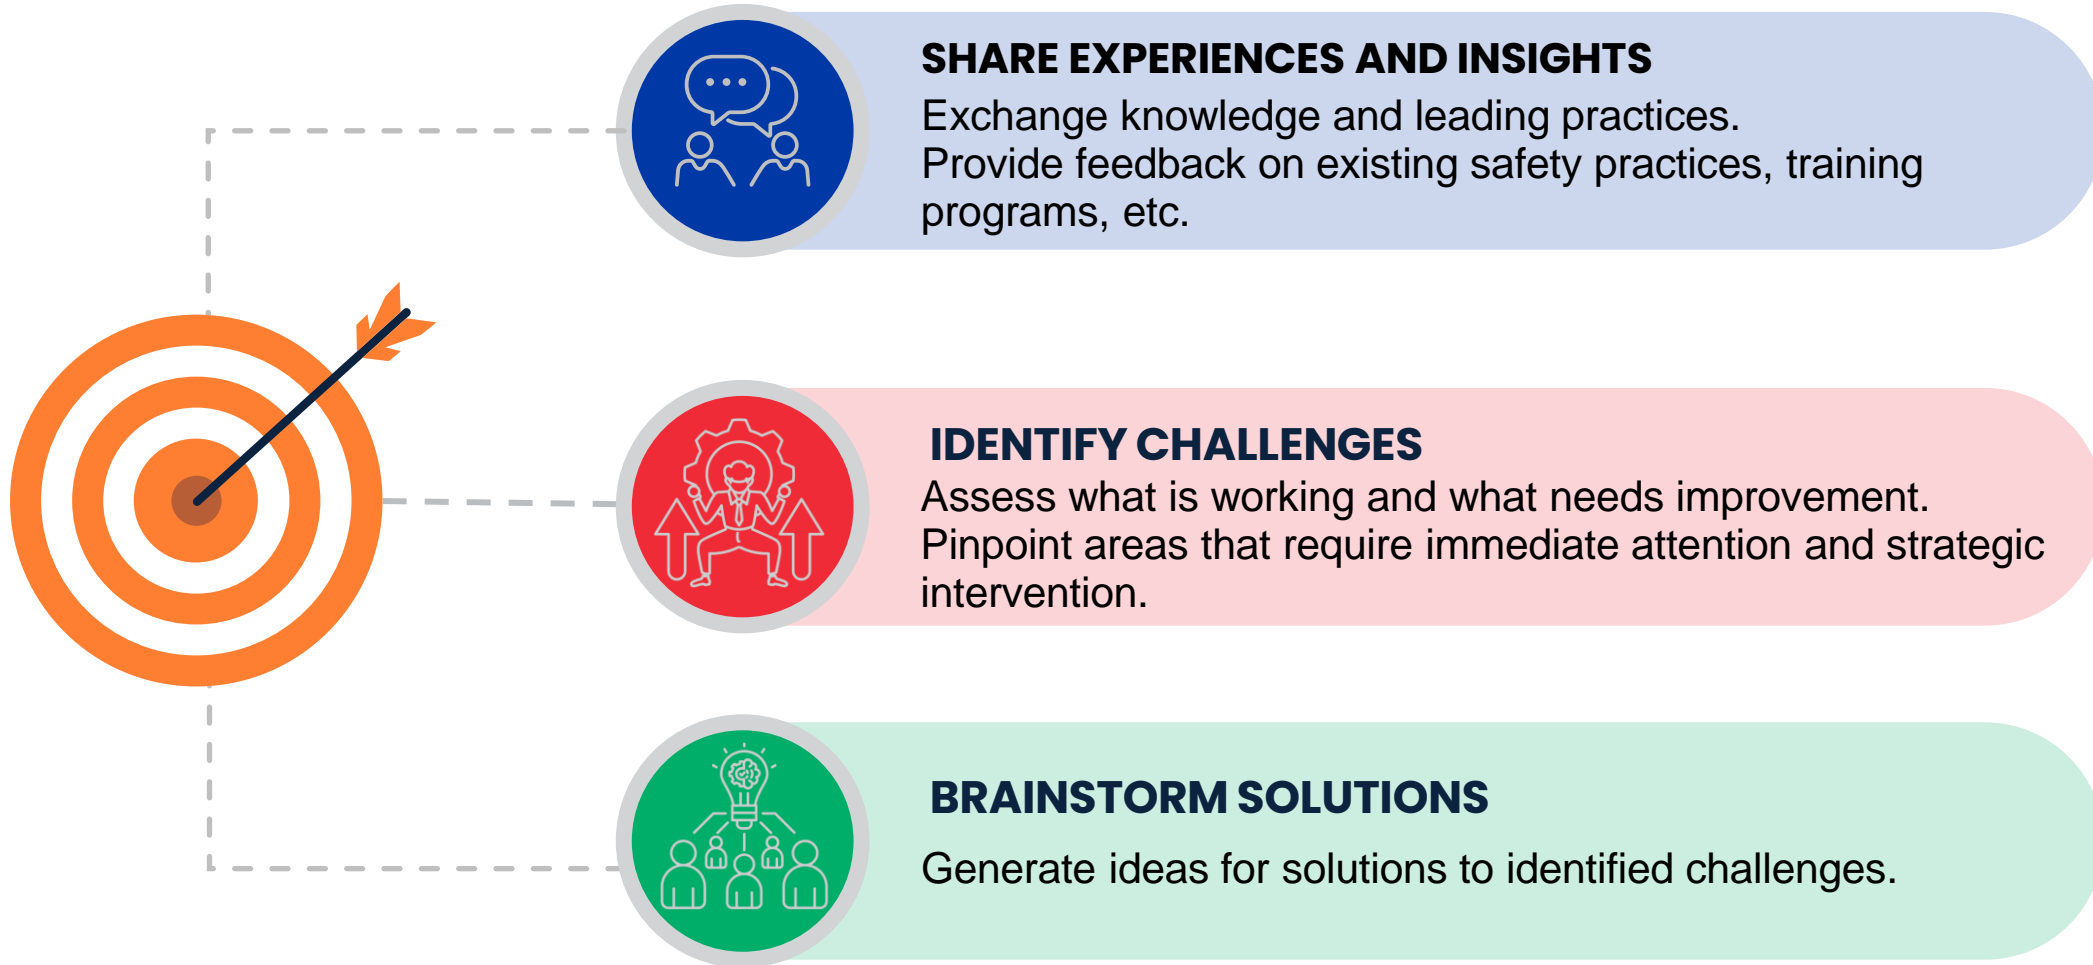 SHARE EXPERIENCES AND INSIGHTS
Exchange knowledge and leading practices.
Provide feedback on existing safety practices, training
programs, etc.
IDENTIFY CHALLENGES
Assess what is working and what needs improvement.
Pinpoint areas that require immediate attention and strategic
intervention.
BRAINSTORM SOLUTIONS
Generate ideas for solutions to identified challenges.